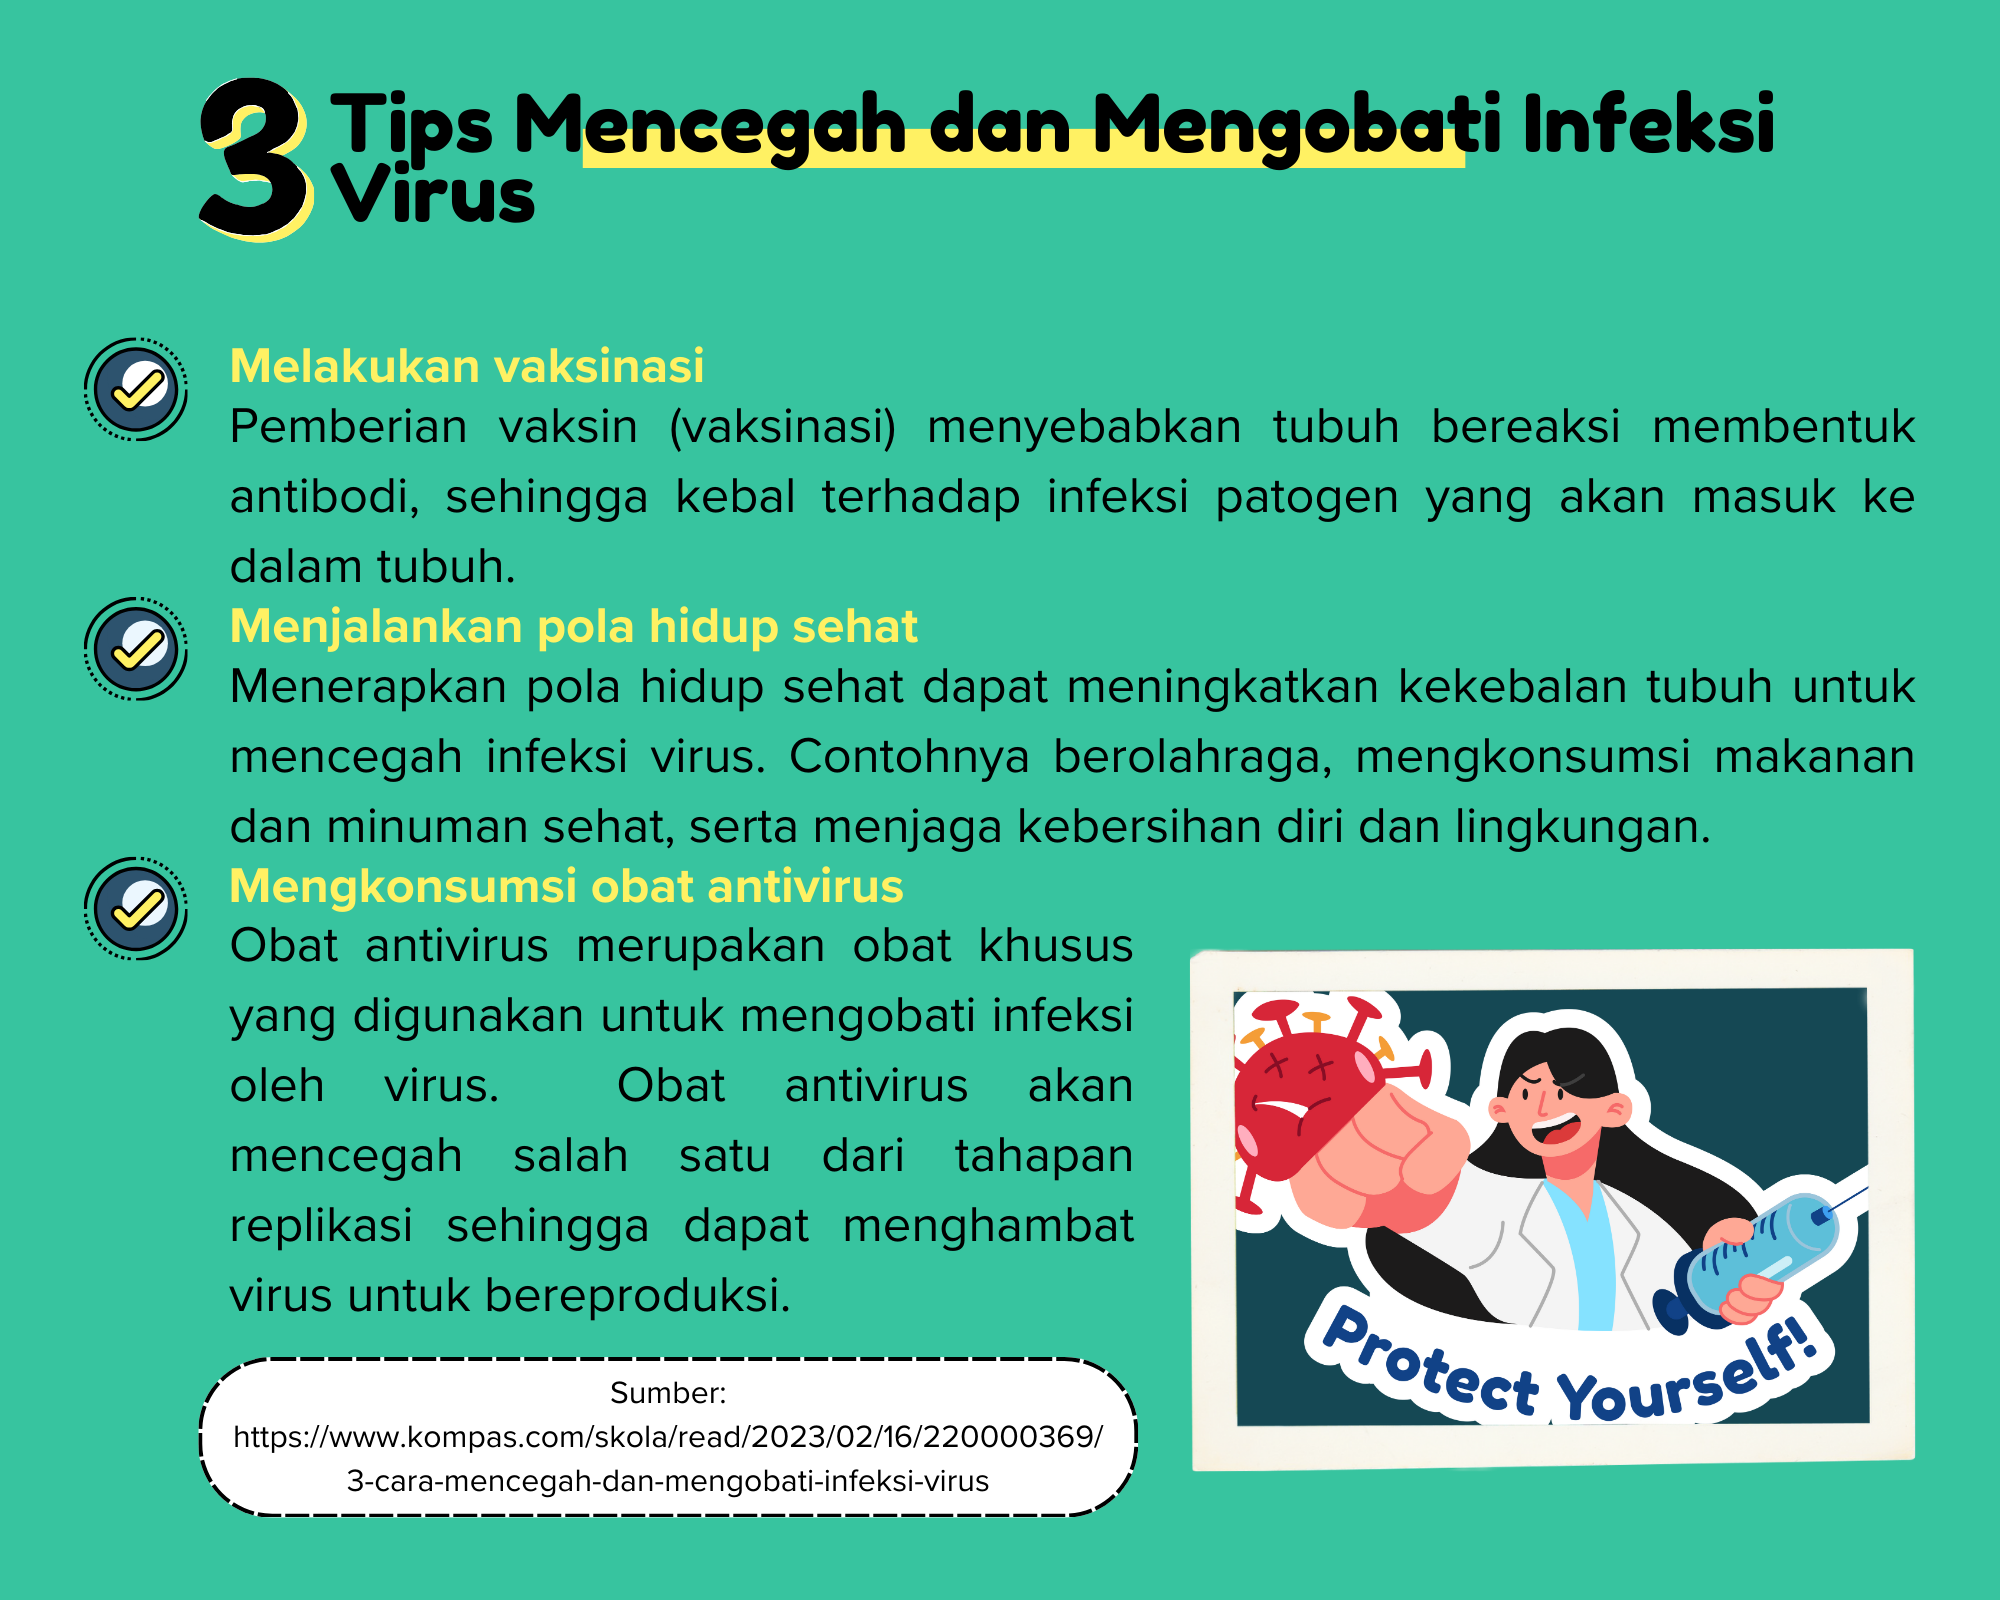 3 Tips Mencegah dan Mengobati Infeksi
Virus
Melakukan vaksinasi
Pemberian vaksin (vaksinasi) menyebabkan tubuh bereaksi membentuk
antibodi, sehingga kebal terhadap infeksi patogen yang akan masuk ke
dalam tubuh.
Menjalankan pola hidup sehat
Menerapkan pola hidup sehat dapat meningkatkan kekebalan tubuh untuk
mencegah infeksi virus. Contohnya berolahraga, mengkonsumsi makanan
dan minuman sehat, serta menjaga kebersihan diri dan lingkungan.
Mengkonsumsi obat antivirus
Obat antivirus merupakan obat khusus
yang digunakan untuk mengobati infeksi
oleh virus. Obat antivirus akan
mencegah salah satu dari tahapan
replikasi sehingga dapat menghambat
virus untuk bereproduksi.
Protect Yourself!
Sumber:
https://www.kompas.com/skola/read/2023/02/16/220000369/
3-cara-mencegah-dan-mengobati-infeksi-virus